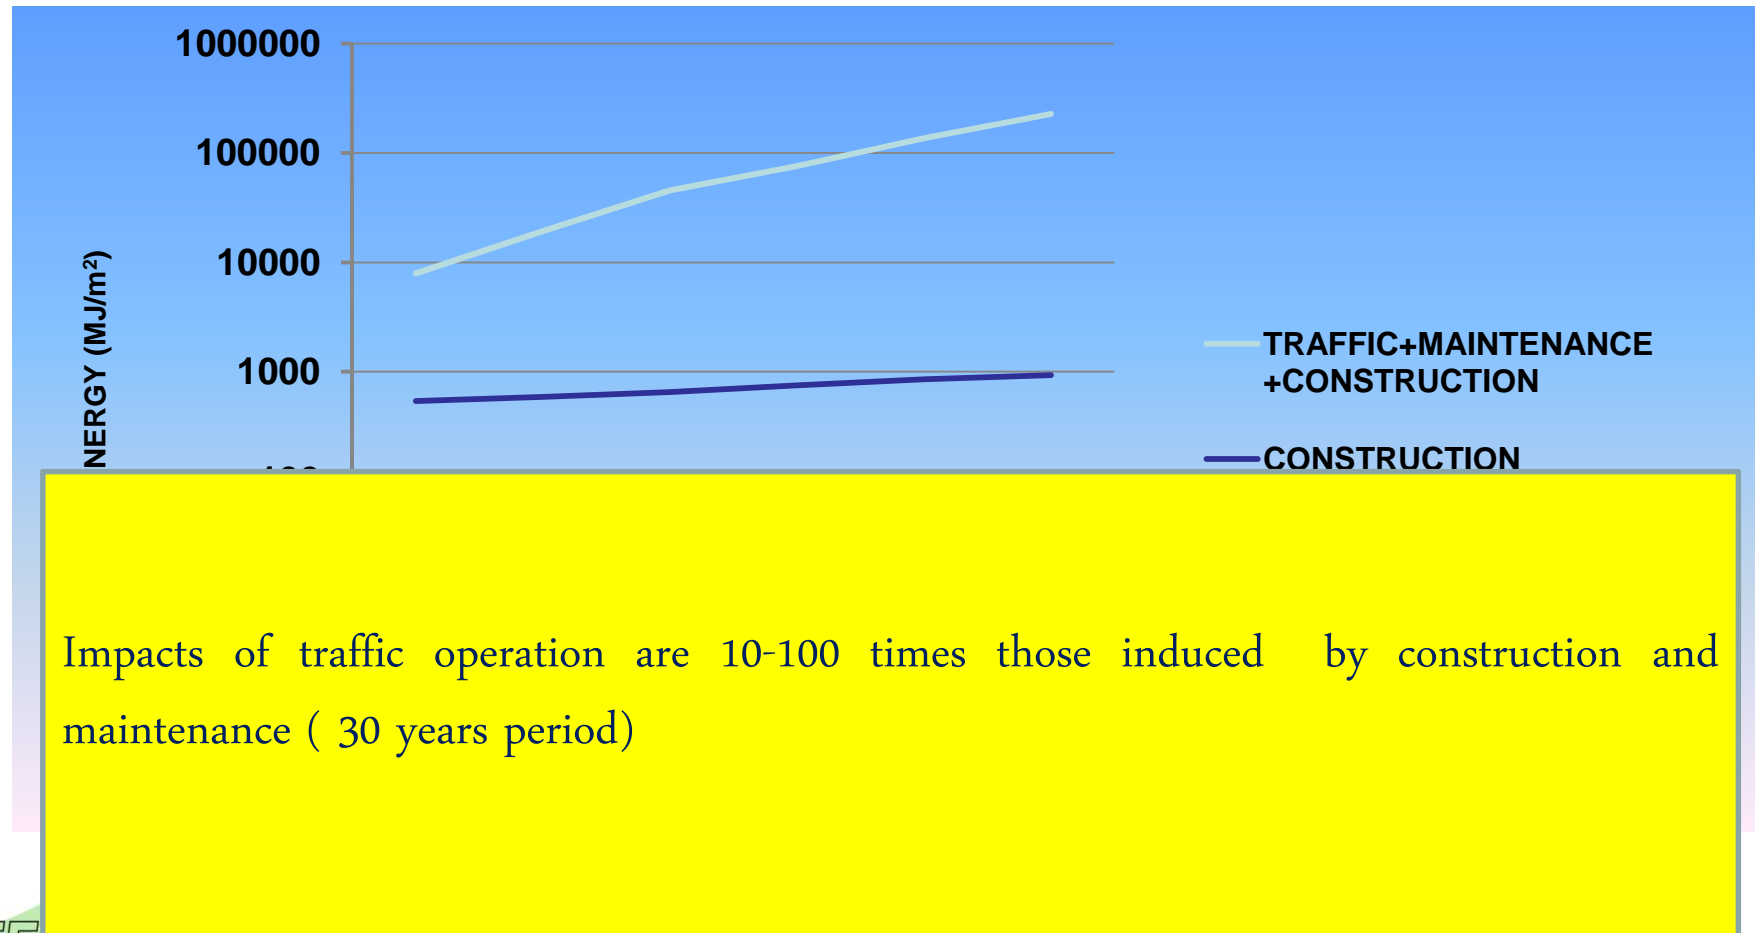 1000000
100000
10000
1000
NERGY (MJ/m²)
TRAFFIC+MAINTENANCE
+CONSTRUCTION
CONSTRUCTION
Impacts of traffic operation are 10-100 times those induced by construction and
maintenance ( 30 years period)